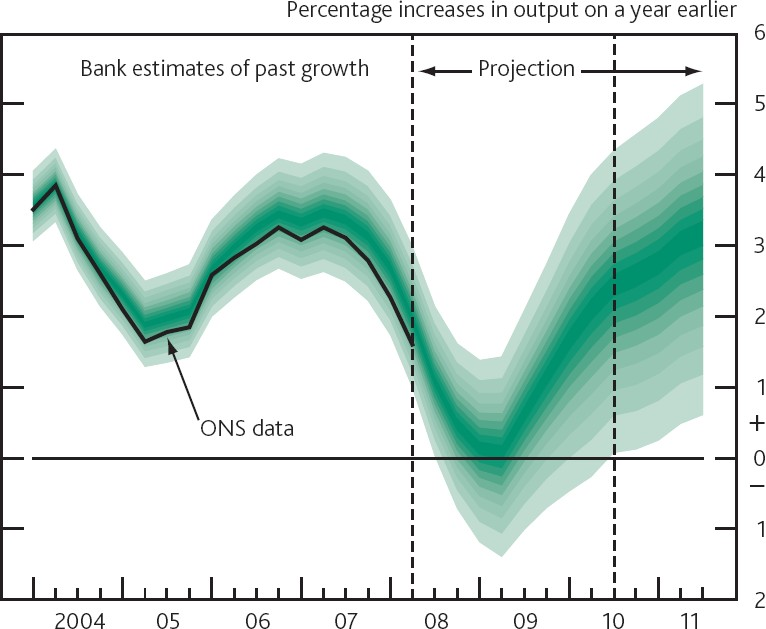 Percentage increases in output on a year earlier
6
Bank estimates of past growth
Projection
5
4
3
2
1
ONS data
+
0
−
1
2
2004 05 06 07 08 09 10 11